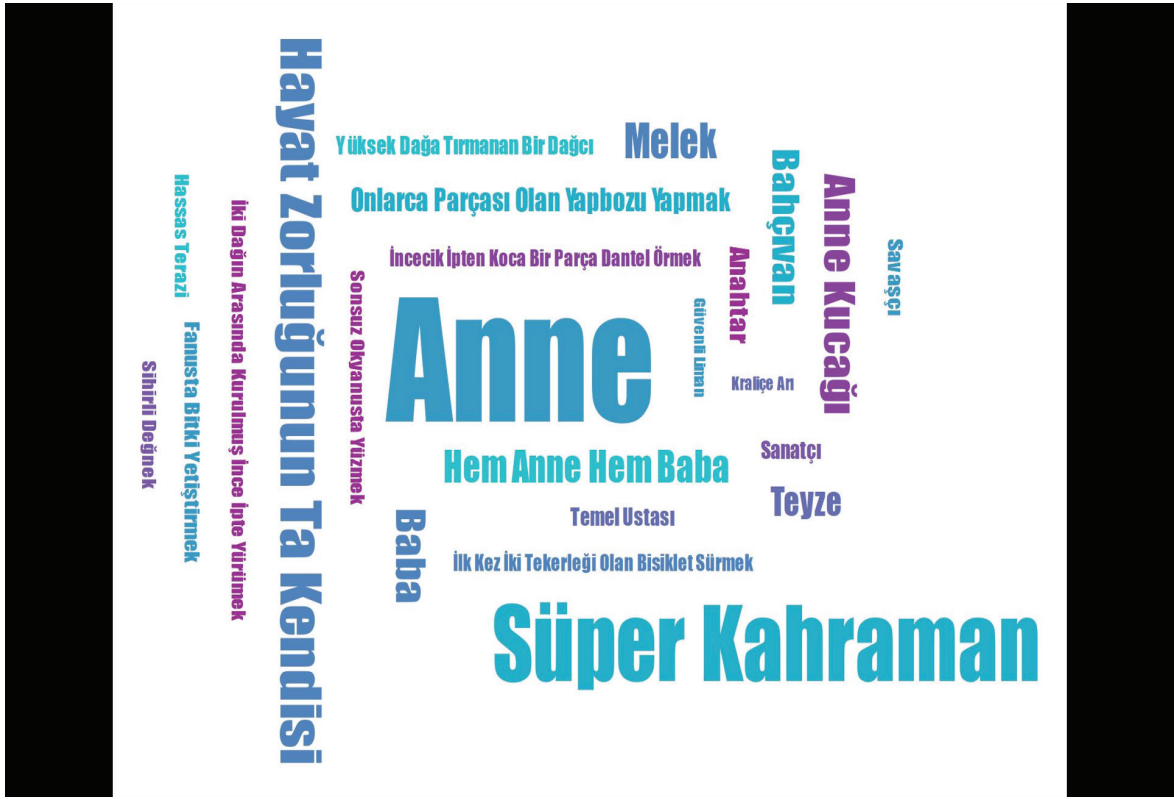 Hayat Zorluğunun Ta Kendisi
Yüksek Dağa Tırmanan Bir Dağcı
Melek
Onlarca Parçası Olan Yapbozu Yapmak
İncecik İpten Koca Bir Parça Dantel Örmek
Anahtar
Bahçıvan
Anne Kucağı
Savaşçı
Hassas Terazi
İki Dağın Arasında Kurulmuş İnce İpte Yürümek
Sonsuz Okyanusta Yüzmek
Anne
Güvenli Liman
Kraliçe Arı
Fanusta Bitki Yetiştirmek
Sihirli Değnek
Hem Anne Hem Baba
Sanatçı
Teyze
Temel Ustası
Baba
İlk Kez İki Tekerleği Olan Bisiklet Sürmek
Süper Kahraman